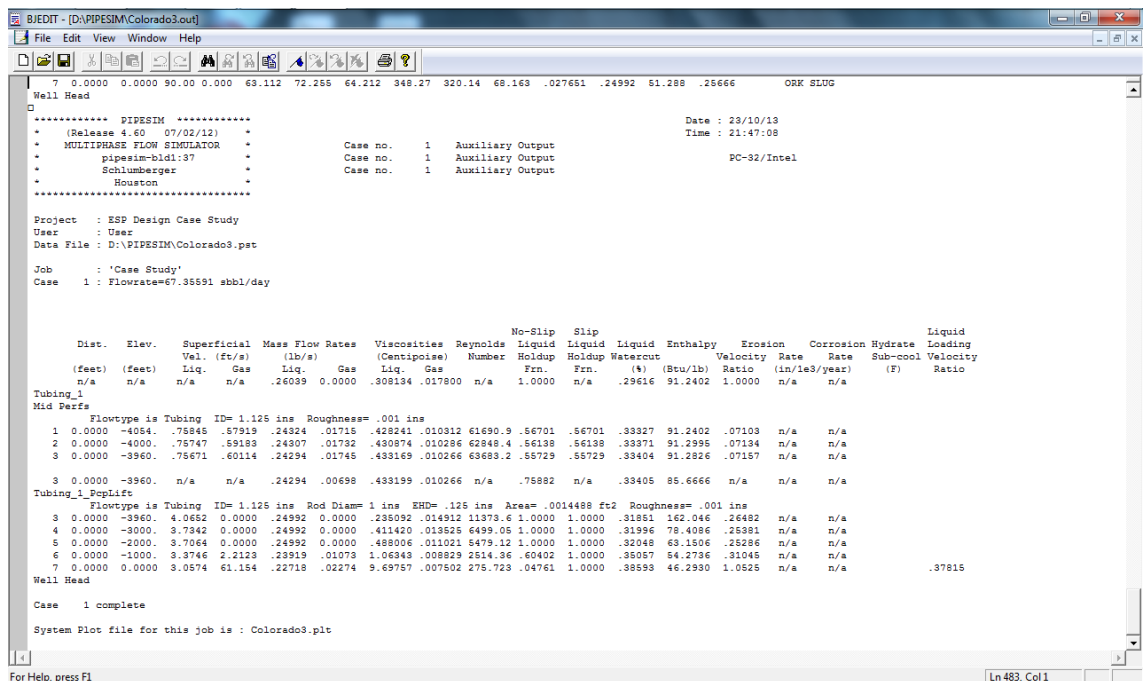 BJEDIT - [D:\PIPESIM\Colorado3.out]
File Edit View Window Help
7 0.0000 0.0000 90.00 0.000 63.112 72.255 64.212 348.27 320.14 68.163 .027651 .24992 51.288 .25666 ORK SLUG
Well Head
************ PIPESIM ************ Date : 23/10/13
* (Release 4.60 07/02/12) * Time : 21:47:08
* MULTIPHASE FLOW SIMULATOR * Case no. 1 Auxiliary Output
* pipesim-bld1:37 * Case no. 1 Auxiliary Output PC-32/Intel
* Schlumberger * Case no. 1 Auxiliary Output
* Houston *
***********************************
Project : ESP Design Case Study
User : User
Data File : D:\PIPESIM\Colorado3.pst
Job : 'Case Study'
Case 1 : Flowrate=67.35591 sbbl/day
No-Slip Slip Liquid
Dist. Elev. Superficial Mass Flow Rates Viscosities Reynolds Liquid Liquid Liquid Enthalpy Erosion Corrosion Hydrate Loading
Vel. (ft/s) (lb/s) (Centipoise) Number Holdup Holdup Watercut Velocity Rate Rate Sub-cool Velocity
(feet) (feet) Liq. Gas Liq. Gas Liq. Gas Frn. Frn. (%) (Btu/lb) Ratio (in/1e3/year) (F) Ratio
n/a n/a n/a n/a .26039 0.0000 .308134 .017800 n/a 1.0000 n/a .29616 91.2402 1.0000 n/a n/a
Tubing_1
Mid Perfs
Flowtype is Tubing ID= 1.125 ins Roughness= .001 ins
1 0.0000 -4054. .75845 .57919 .24324 .01715 .428241 .010312 61690.9 .56701 .56701 .33327 91.2402 .07103 n/a n/a
2 0.0000 -4000. .75747 .59183 .24307 .01732 .430874 .010286 62848.4 .56138 .56138 .33371 91.2995 .07134 n/a n/a
3 0.0000 -3960. .75671 .60114 .24294 .01745 .433169 .010266 63683.2 .55729 .55729 .33404 91.2826 .07157 n/a n/a
3 0.0000 -3960. n/a n/a .24294 .00698 .433199 .010266 n/a .75882 n/a .33405 85.6666 n/a n/a n/a
Tubing_1_PcpLift
Flowtype is Tubing ID= 1.125 ins Rod Diam= 1 ins EHD= .125 ins Area= .0014488 ft2 Roughness= .001 ins
3 0.0000 -3960. 4.0652 0.0000 .24992 0.0000 .235092 .014912 11373.6 1.0000 1.0000 .31851 162.046 .26482 n/a n/a
4 0.0000 -3000. 3.7342 0.0000 .24992 0.0000 .411420 .013525 6499.05 1.0000 1.0000 .31996 78.4086 .25381 n/a n/a
5 0.0000 -2000. 3.7064 0.0000 .24992 0.0000 .488006 .011021 5479.12 1.0000 1.0000 .32048 63.1506 .25286 n/a n/a
6 0.0000 -1000. 3.3746 2.2123 .23919 .01073 1.06343 .008829 2514.36 .60402 1.0000 .35057 54.2736 .31045 n/a n/a
7 0.0000 0.0000 3.0574 61.154 .22718 .02274 9.69757 .007502 275.723 .04761 1.0000 .38593 46.2930 1.0525 n/a n/a .37815
Well Head
Case 1 complete
System Plot file for this job is : Colorado3.plt
For Help, press F1 Ln 483, Col 1